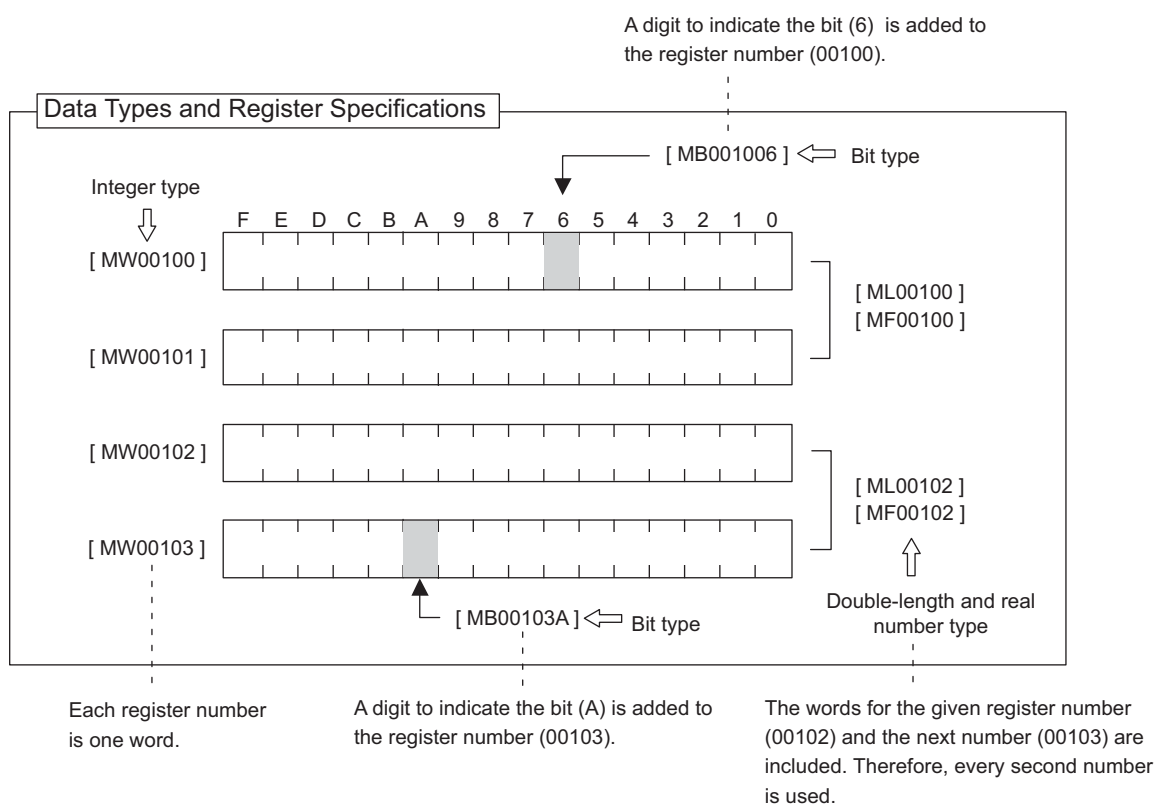 A digit to indicate the bit (6) is added to
the register number (00100).
Data Types and Register Specifications
[ MB001006 ] Bit type
Integer type
F E D C B A 9 8 7 6 5 4 3 2 1 0
[ MW00100 ]
[ ML00100 ]
[ MF00100 ]
[ MW00101 ]
[ MW00102 ]
[ ML00102 ]
[ MF00102 ]
[ MW00103 ]
[ MB00103A ] Bit type
Double-length and real
number type
Each register number
is one word.
A digit to indicate the bit (A) is added to
the register number (00103).
The words for the given register number
(00102) and the next number (00103) are
included. Therefore, every second number
is used.